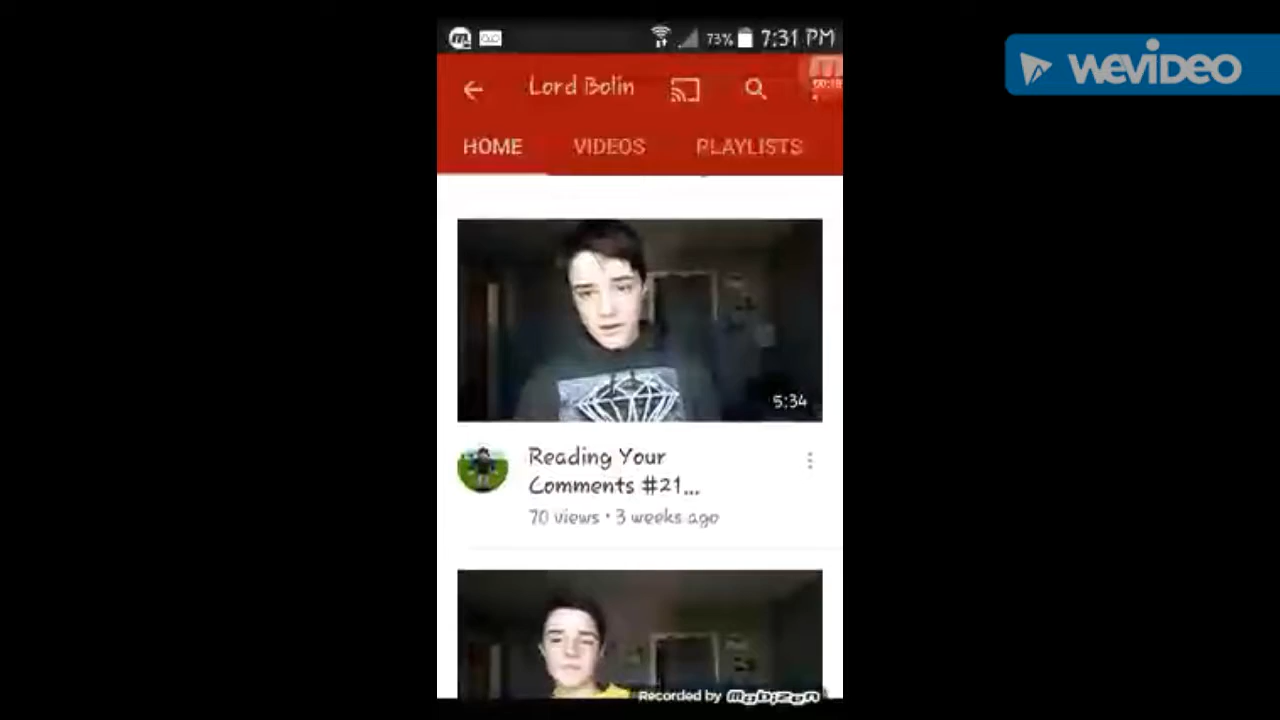 73% 7:31 PM
WEVIDEO
Lord Bolin
HOME VIDEOS PLAYLISTS
5:34
Reading Your
Comments #21...
70 views • 3 weeks ago
Recorded by Mobizen